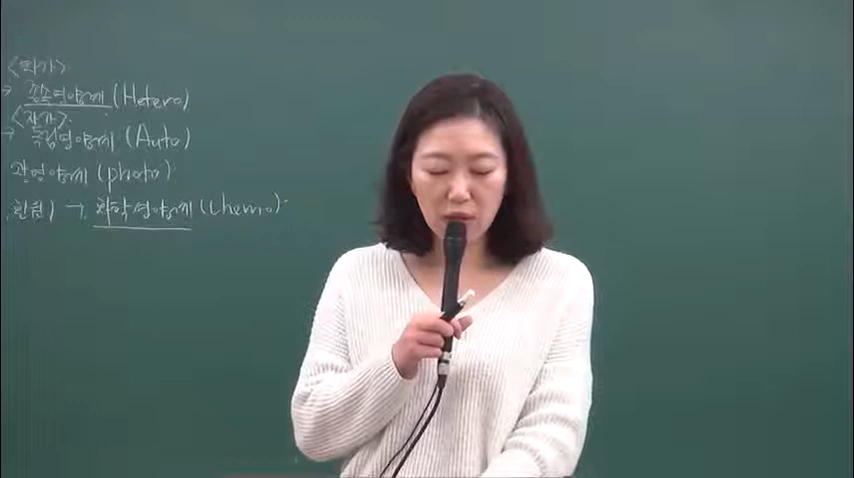 <타가>
→ 종속영양계 (Hetero)
<자가>
→ 독립영양계 (Auto)
광영양계 (photo)
→ 화학영양계 (chemo)